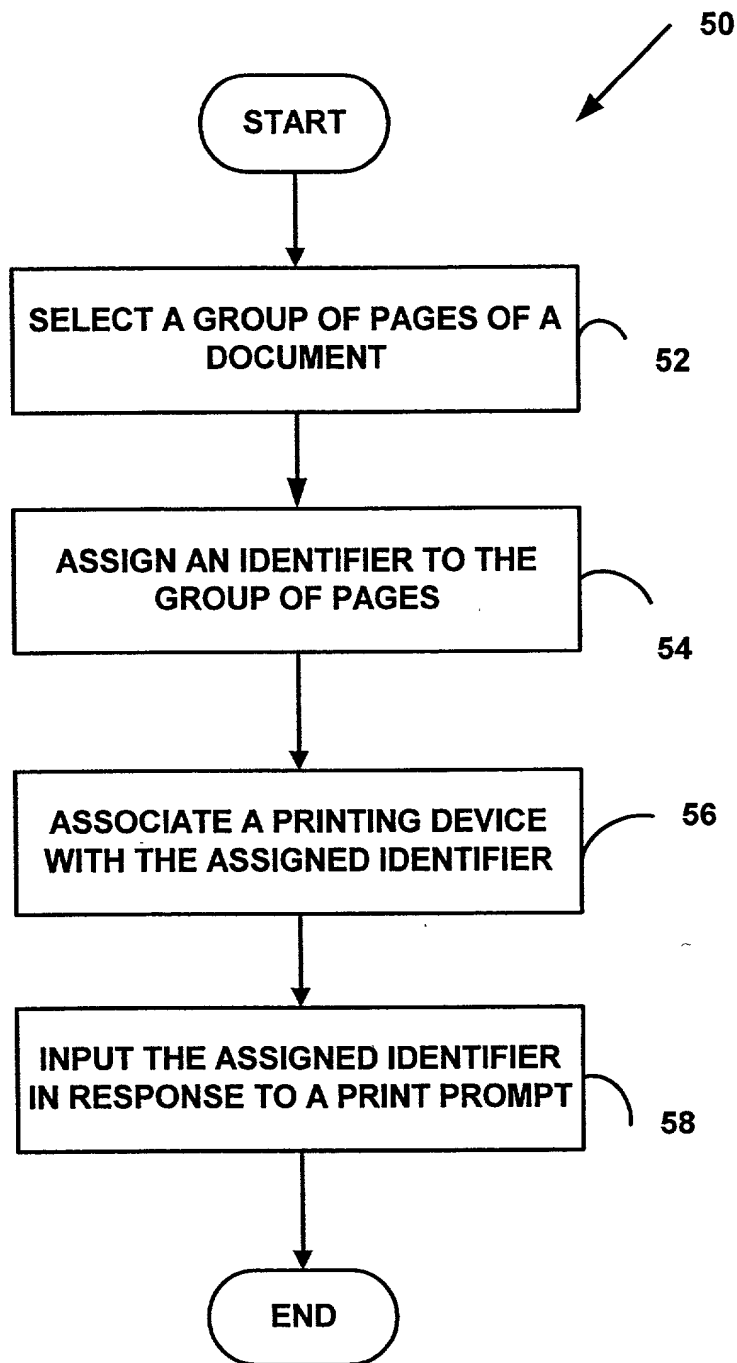 50
START
SELECT A GROUP OF PAGES OF A
DOCUMENT
52
ASSIGN AN IDENTIFIER TO THE
GROUP OF PAGES
54
ASSOCIATE A PRINTING DEVICE
WITH THE ASSIGNED IDENTIFIER
56
INPUT THE ASSIGNED IDENTIFIER
IN RESPONSE TO A PRINT PROMPT
58
END